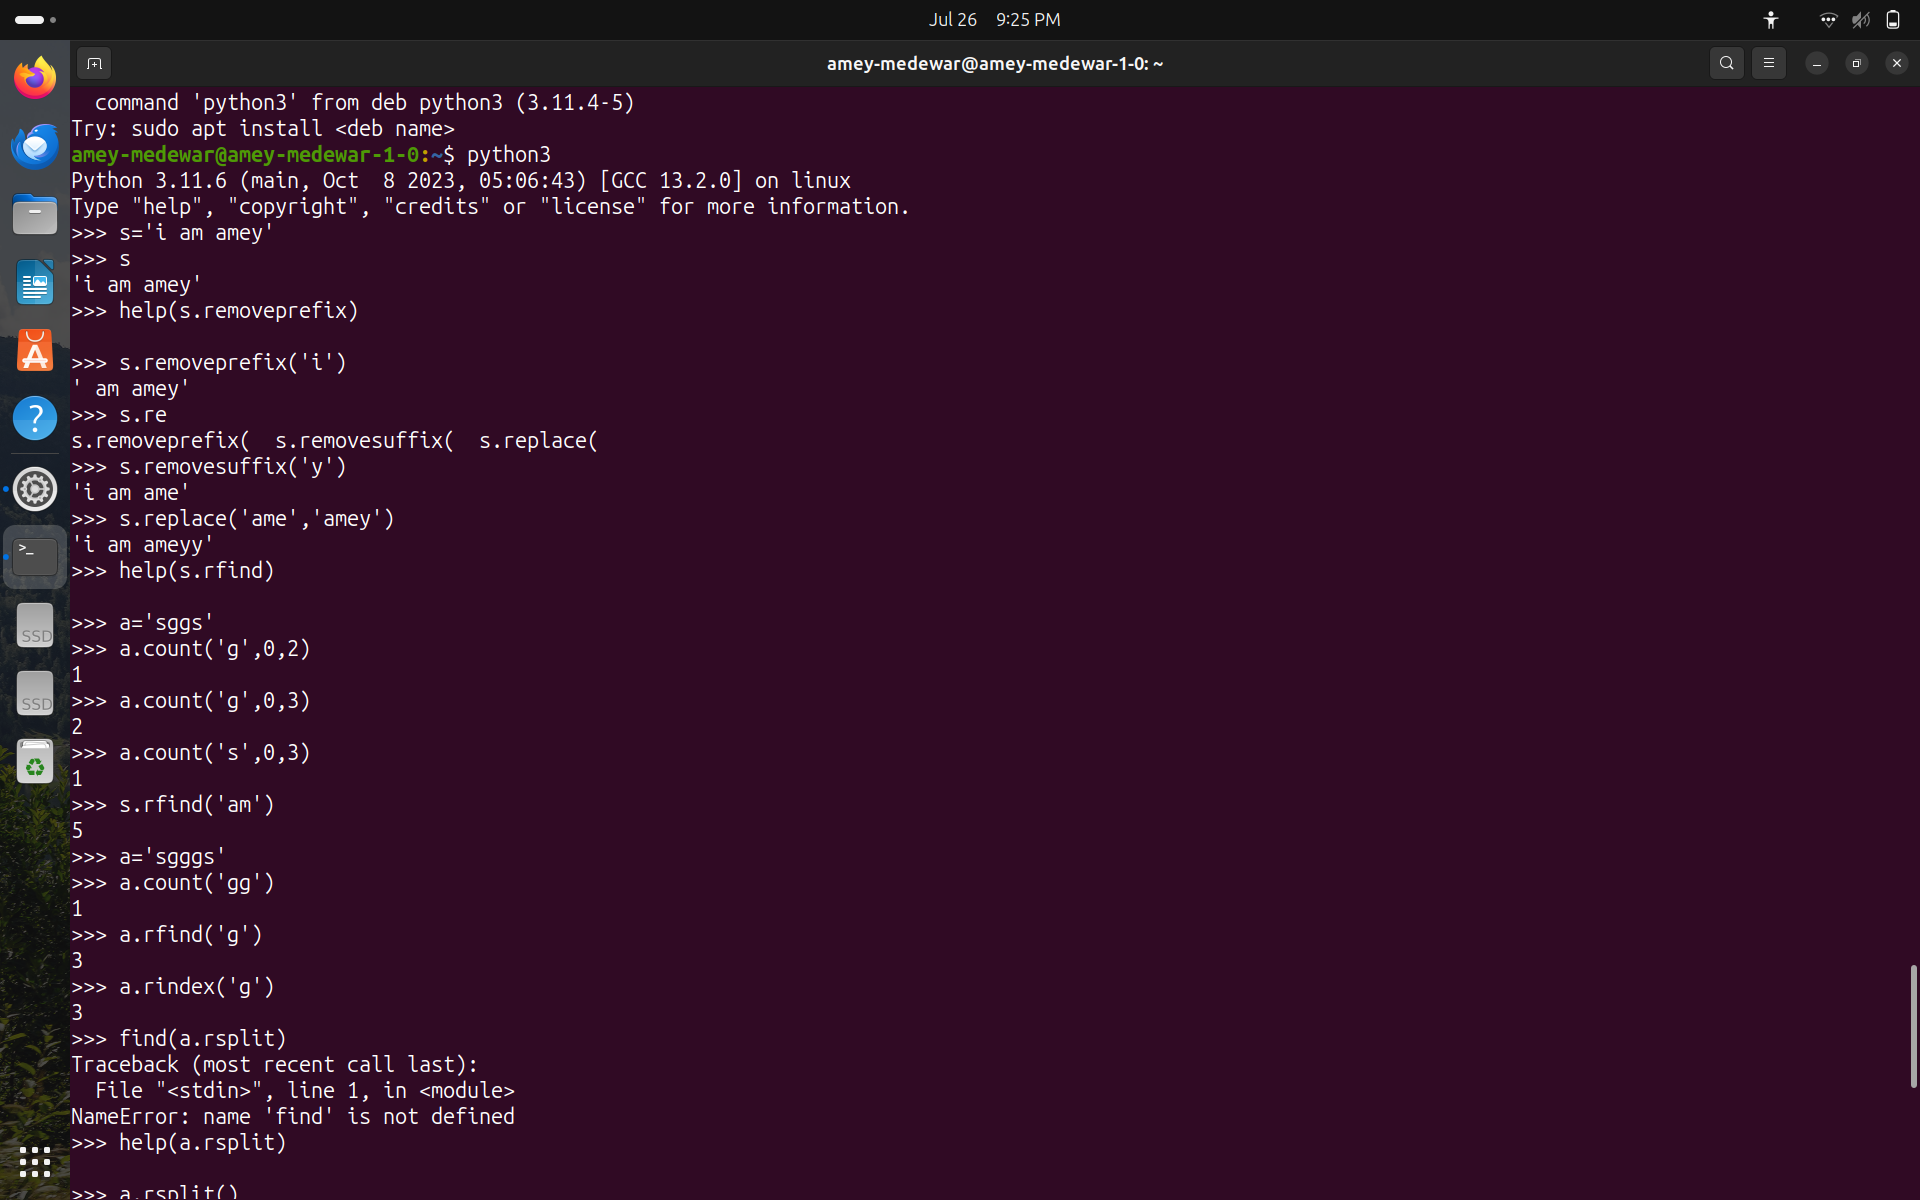 Jul 26 9:25 PM
amey-medewar@amey-medewar-1-0: ~
command 'python3' from deb python3 (3.11.4-5)
Try: sudo apt install <deb name>
amey-medewar@amey-medewar-1-0:~$ python3
Python 3.11.6 (main, Oct  8 2023, 05:06:43) [GCC 13.2.0] on linux
Type "help", "copyright", "credits" or "license" for more information.
>>> s='i am amey'
>>> s
'i am amey'
>>> help(s.removeprefix)
>>> s.removeprefix('i')
' am amey'
>>> s.re
s.removeprefix(  s.removesuffix(  s.replace(
>>> s.removesuffix('y')
'i am ame'
>>> s.replace('ame','amey')
'i am ameyy'
>>> help(s.rfind)
>>> a='sggs'
>>> a.count('g',0,2)
1
>>> a.count('g',0,3)
2
>>> a.count('s',0,3)
1
>>> s.rfind('am')
5
>>> a='sgggs'
>>> a.count('gg')
1
>>> a.rfind('g')
3
>>> a.rindex('g')
3
>>> find(a.rsplit)
Traceback (most recent call last):
  File "<stdin>", line 1, in <module>
NameError: name 'find' is not defined
>>> help(a.rsplit)
>>> a.rsplit()
>_
SSD
SSD